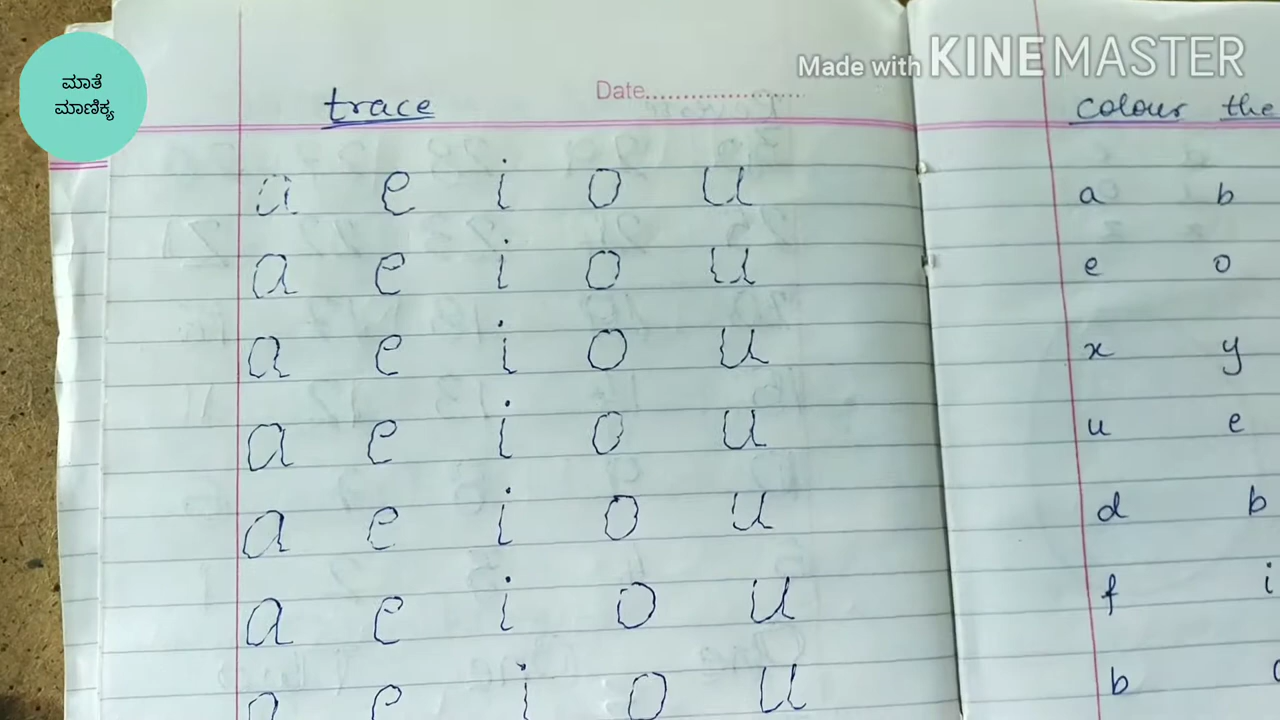 ಮಾತೆ
ಮಾಣಿಕ್ಯ
Made with KINEMASTER
Date
trace
a e i o u
a e i o u
a e i o u
a e i o u
a e i o u
a e i o u
a e i o u
colour the
a b
e o
x y
u e
d b
f i
b